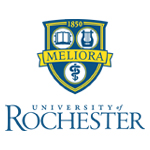 1850
MELIORA
UNIVERSITY of
ROCHESTER